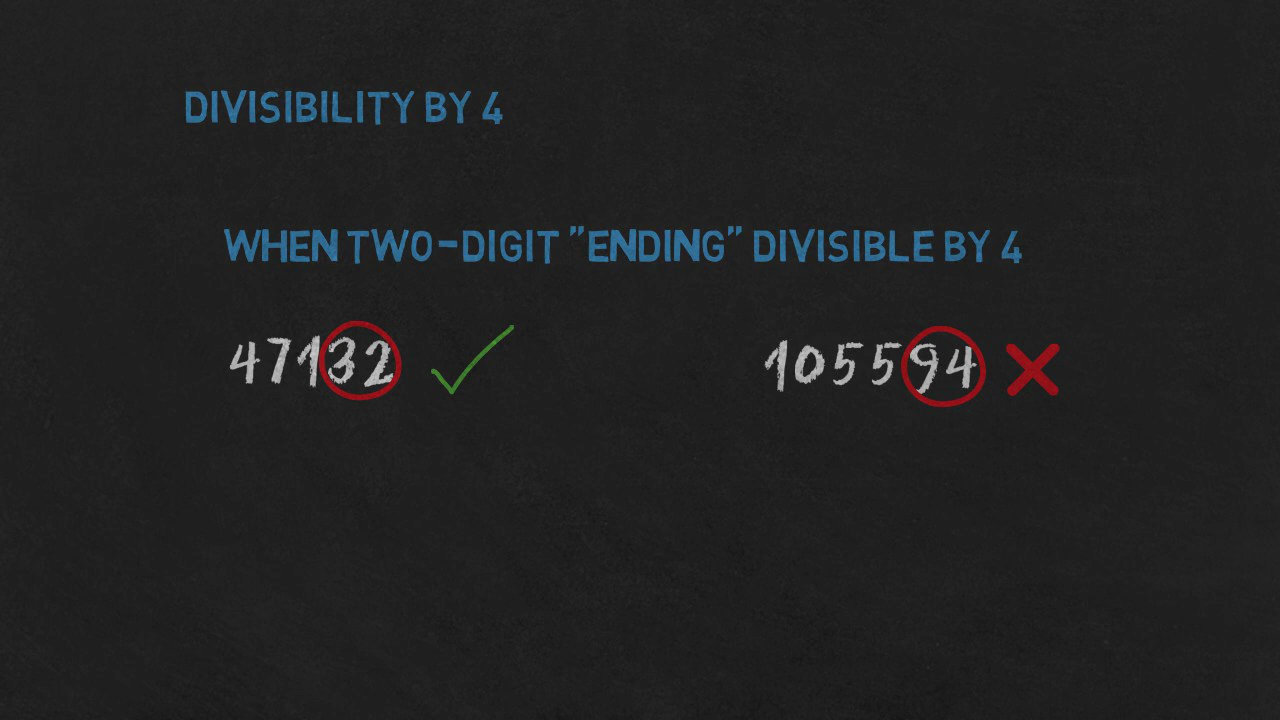 DIVISIBILITY BY 4
WHEN TWO-DIGIT "ENDING" DIVISIBLE BY 4
47132 105594